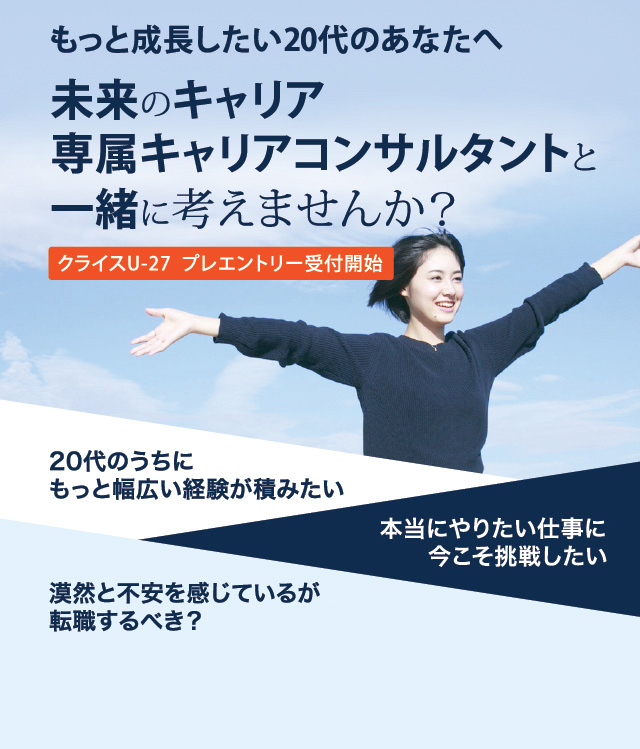 もっと成長したい20代のあなたへ
未来のキャリア
専属キャリアコンサルタントと
一緒に考えませんか？
クライスU-27 プレエントリー受付開始
20代のうちに
もっと幅広い経験が積みたい
本当にやりたい仕事に
今こそ挑戦したい
漠然と不安を感じているが
転職するべき？